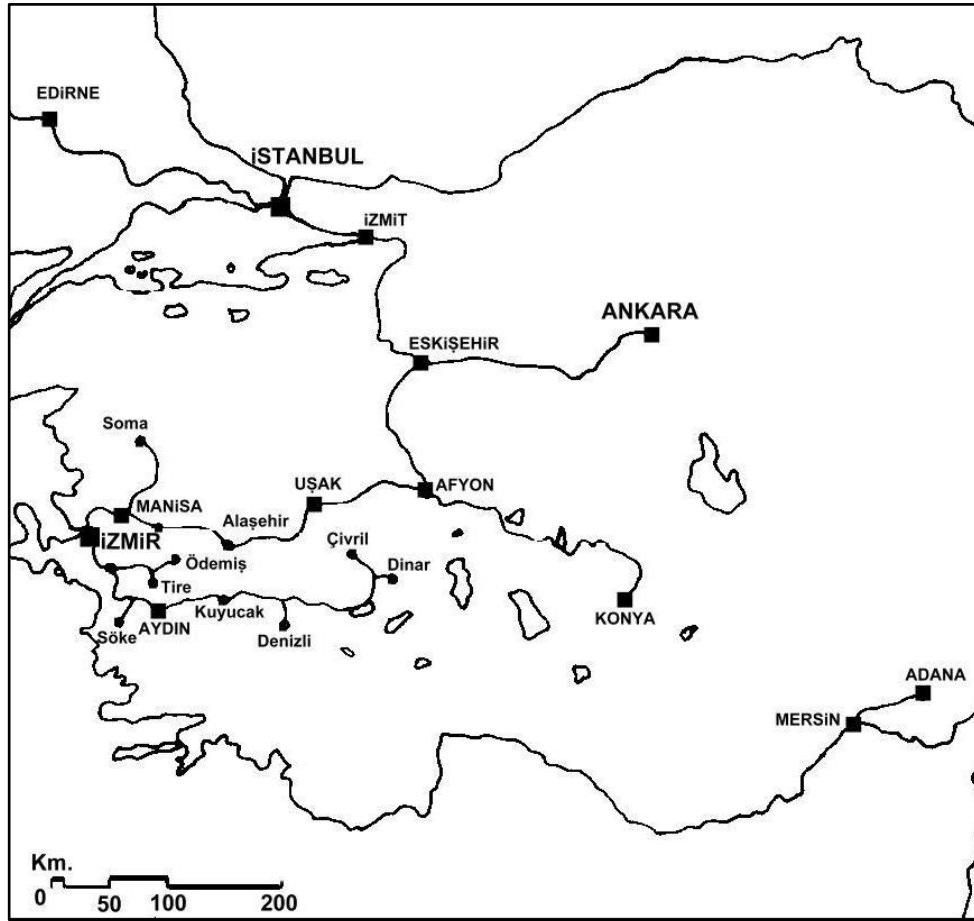 EDiRNE
iSTANBUL
iZMiT
ANKARA
ESKiŞEHiR
Soma
UŞAK
AFYON
MANiSA
Alaşehir
iZMiR
Çivril
Ödemiş
Dinar
Tire
Kuyucak
KONYA
Söke
AYDIN
Denizli
ADANA
MERSiN
Km.
0 50 100 200